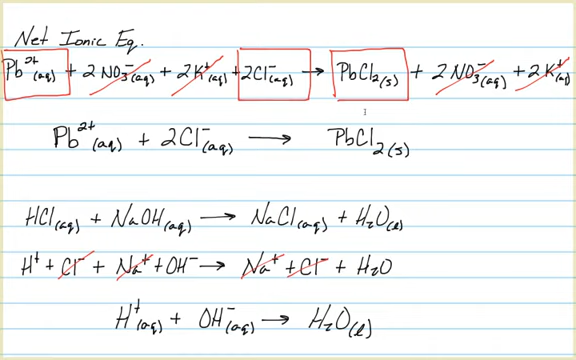 Net Ionic Eq.
Pb²⁺(aq) + 2NO₃⁻(aq) + 2K⁺(aq) + 2Cl⁻(aq) → PbCl₂(s) + 2NO₃⁻(aq) + 2K⁺(aq)
Pb²⁺(aq) + 2Cl⁻(aq) → PbCl₂(s)
HCl(aq) + NaOH(aq) → NaCl(aq) + H₂O(l)
H⁺ + Cl⁻ + Na⁺ + OH⁻ → Na⁺ + Cl⁻ + H₂O
H⁺(aq) + OH⁻(aq) → H₂O(l)